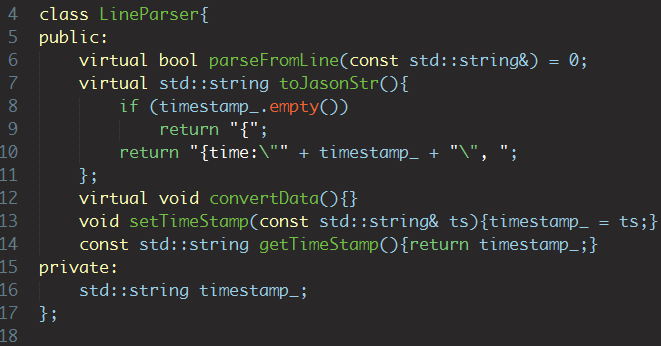 4 class LineParser{
5 public:
6     virtual bool parseFromLine(const std::string&) = 0;
7     virtual std::string toJasonStr(){
8         if (timestamp_.empty())
9             return "{";
10         return "{time:\"" + timestamp_ + "\", ";
11     };
12     virtual void convertData(){}
13     void setTimeStamp(const std::string& ts){timestamp_ = ts;}
14     const std::string getTimeStamp(){return timestamp_;}
15 private:
16     std::string timestamp_;
17 };
18